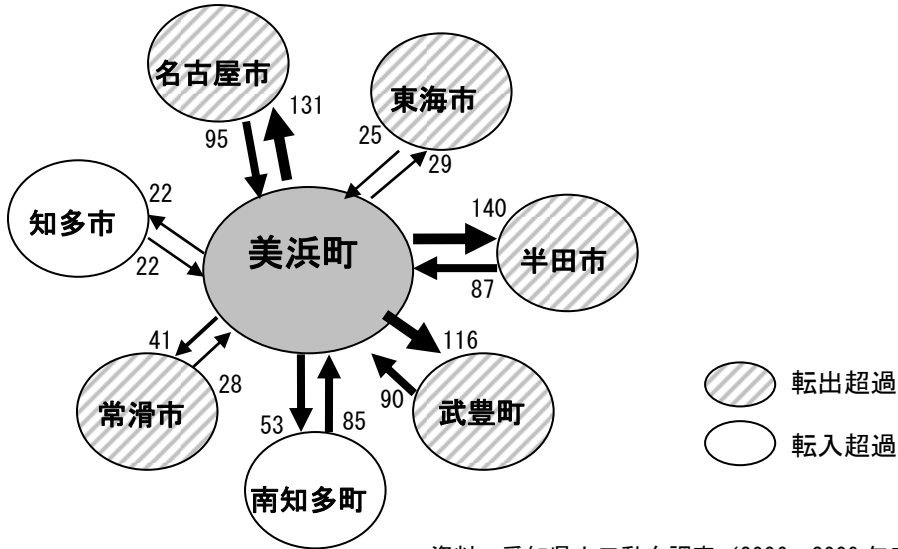 名古屋市
131
95
東海市
25
29
知多市
22
22
美浜町
140
半田市
87
41
常滑市
28
116
武豊町
90
53
85
南知多町
転出超過
転入超過